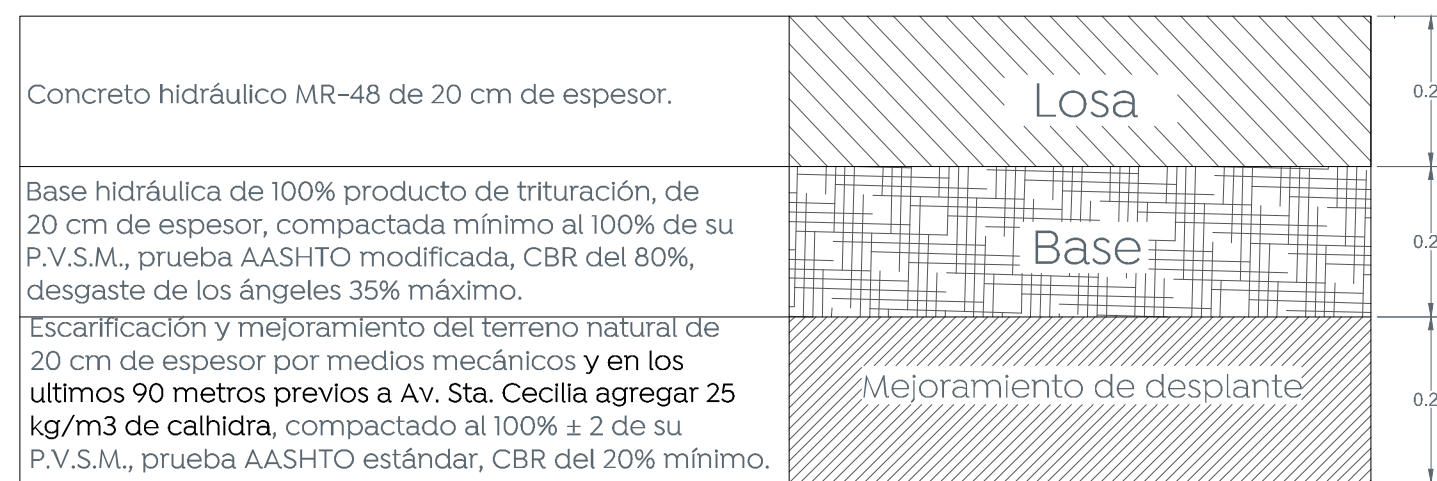 Concreto hidráulico MR-48 de 20 cm de espesor.
Losa
0.2
Base hidráulica de 100% producto de trituración, de
20 cm de espesor, compactada mínimo al 100% de su
P.V.S.M., prueba AASHTO modificada, CBR del 80%,
desgaste de los ángeles 35% máximo.
Base
0.2
Escarificación y mejoramiento del terreno natural de
20 cm de espesor por medios mecánicos y en los
ultimos 90 metros previos a Av. Sta. Cecilia agregar 25
kg/m3 de calhidra, compactado al 100% ± 2 de su
P.V.S.M., prueba AASHTO estándar, CBR del 20% mínimo.
Mejoramiento de desplante
0.2